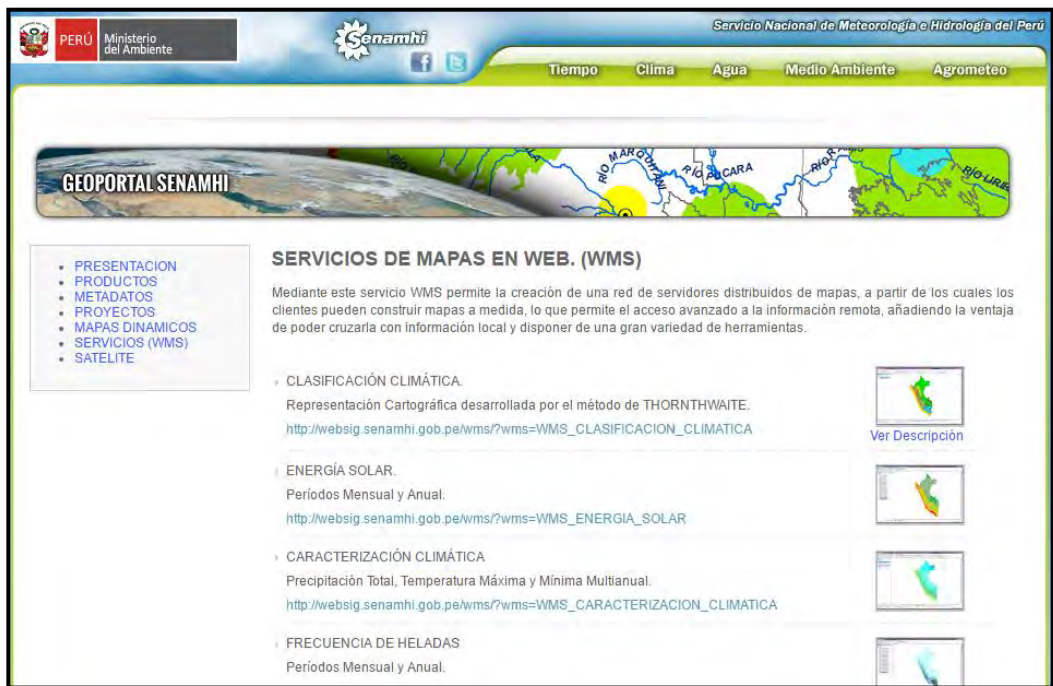 PERÚ
Ministerio
del Ambiente
Senamhi
Servicio Nacional de Meteorología e Hidrología del Perú
Tiempo Clima Agua Medio Ambiente Agrometeo
GEOPORTAL SENAMHI
RÍO MARQUHANI
RÍO PUCARA
RÍO LIRIR
PRESENTACION
PRODUCTOS
METADATOS
PROYECTOS
MAPAS DINAMICOS
SERVICIOS (WMS)
SATELITE
SERVICIOS DE MAPAS EN WEB. (WMS)
Mediante este servicio WMS permite la creación de una red de servidores distribuidos de mapas, a partir de los cuales los
clientes pueden construir mapas a medida, lo que permite el acceso avanzado a la información remota, añadiendo la ventaja
de poder cruzarla con información local y disponer de una gran variedad de herramientas.
CLASIFICACIÓN CLIMÁTICA.
Representación Cartográfica desarrollada por el método de THORNTHWAITE.
http://websig.senamhi.gob.pe/wms/?wms=WMS_CLASIFICACION_CLIMATICA
Ver Descripción
ENERGÍA SOLAR.
Períodos Mensual y Anual.
http://websig.senamhi.gob.pe/wms/?wms=WMS_ENERGIA_SOLAR
CARACTERIZACIÓN CLIMÁTICA
Precipitación Total, Temperatura Máxima y Mínima Multianual.
http://websig.senamhi.gob.pe/wms/?wms=WMS_CARACTERIZACION_CLIMATICA
FRECUENCIA DE HELADAS
Períodos Mensual y Anual.